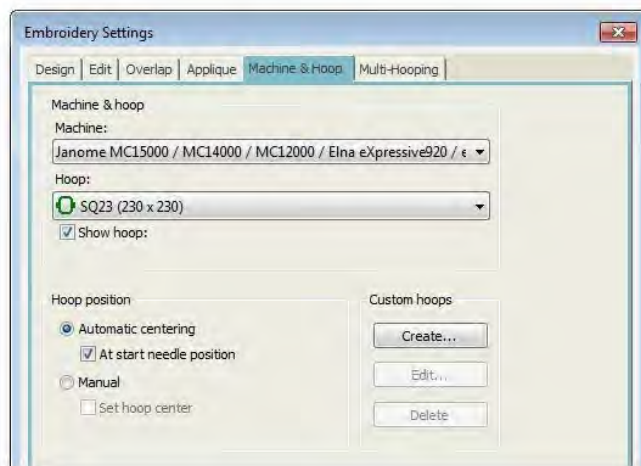 Embroidery Settings
Design Edit Overlap Applique Machine & Hoop Multi-Hooping
Machine & hoop
Machine:
Janome MC15000 / MC14000 / MC12000 / Elna eXpressive920 / e
Hoop:
SQ23 (230 x 230)
Show hoop:
Hoop position
Automatic centering
At start needle position
Manual
Set hoop center
Custom hoops
Create...
Edit...
Delete